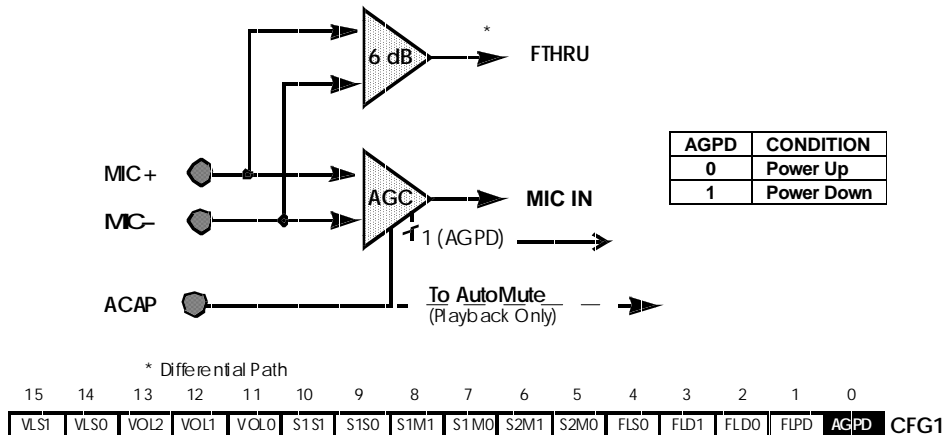 *
6 dB
FTHRU
AGPD CONDITION
0 Power Up
1 Power Down
MIC+
AGC
MIC IN
MIC–
1 (AGPD)
ACAP
To AutoMute
(Playback Only)
* Differential Path
15 14 13 12 11 10 9 8 7 6 5 4 3 2 1 0
VLS1 VLS0 VOL2 VOL1 VOL0 S1S1 S1S0 S1M1 S1M0 S2M1 S2M0 FLS0 FLD1 FLD0 FLPD AGPD CFG1